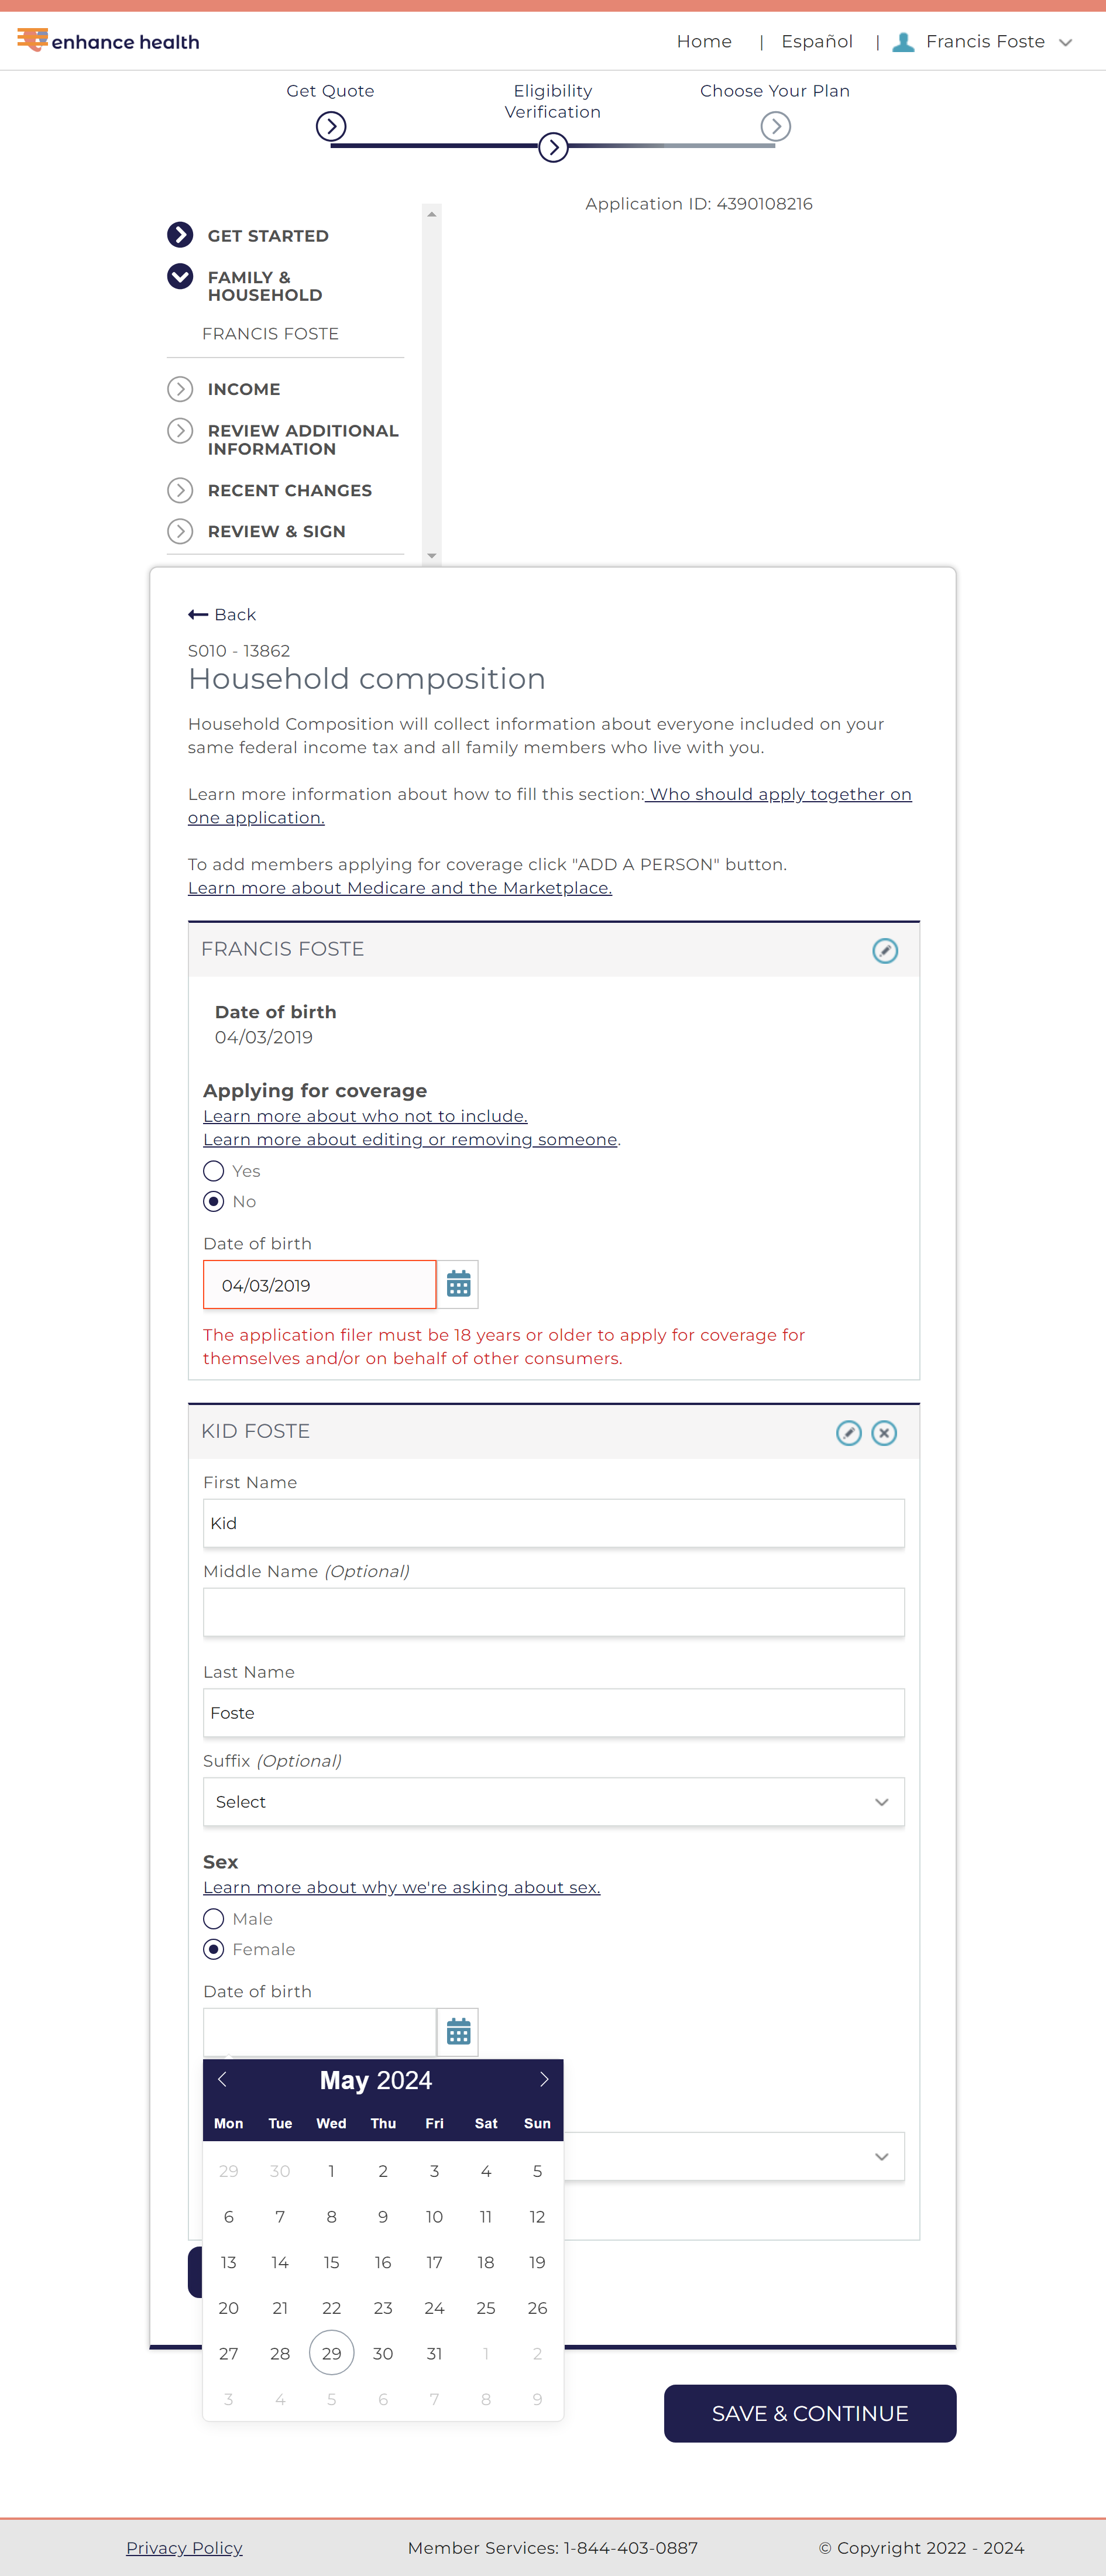 enhance health
Home | Español | Francis Foste
Get Quote
Eligibility
Verification
Choose Your Plan
Application ID: 4390108216
GET STARTED
FAMILY &
HOUSEHOLD
FRANCIS FOSTE
INCOME
REVIEW ADDITIONAL
INFORMATION
RECENT CHANGES
REVIEW & SIGN
Back
S010 - 13862
Household composition
Household Composition will collect information about everyone included on your
same federal income tax and all family members who live with you.
Learn more information about how to fill this section: Who should apply together on
one application.
To add members applying for coverage click "ADD A PERSON" button.
Learn more about Medicare and the Marketplace.
FRANCIS FOSTE
Date of birth
04/03/2019
Applying for coverage
Learn more about who not to include.
Learn more about editing or removing someone.
Yes
No
Date of birth
04/03/2019
The application filer must be 18 years or older to apply for coverage for
themselves and/or on behalf of other consumers.
KID FOSTE
First Name
Kid
Middle Name (Optional)
Last Name
Foste
Suffix (Optional)
Select
Sex
Learn more about why we're asking about sex.
Male
Female
Date of birth
May 2024
Mon Tue Wed Thu Fri Sat Sun
29 30 1 2 3 4 5
6 7 8 9 10 11 12
13 14 15 16 17 18 19
20 21 22 23 24 25 26
27 28 29 30 31 1 2
3 4 5 6 7 8 9
SAVE & CONTINUE
Privacy Policy
Member Services: 1-844-403-0887
© Copyright 2022 - 2024